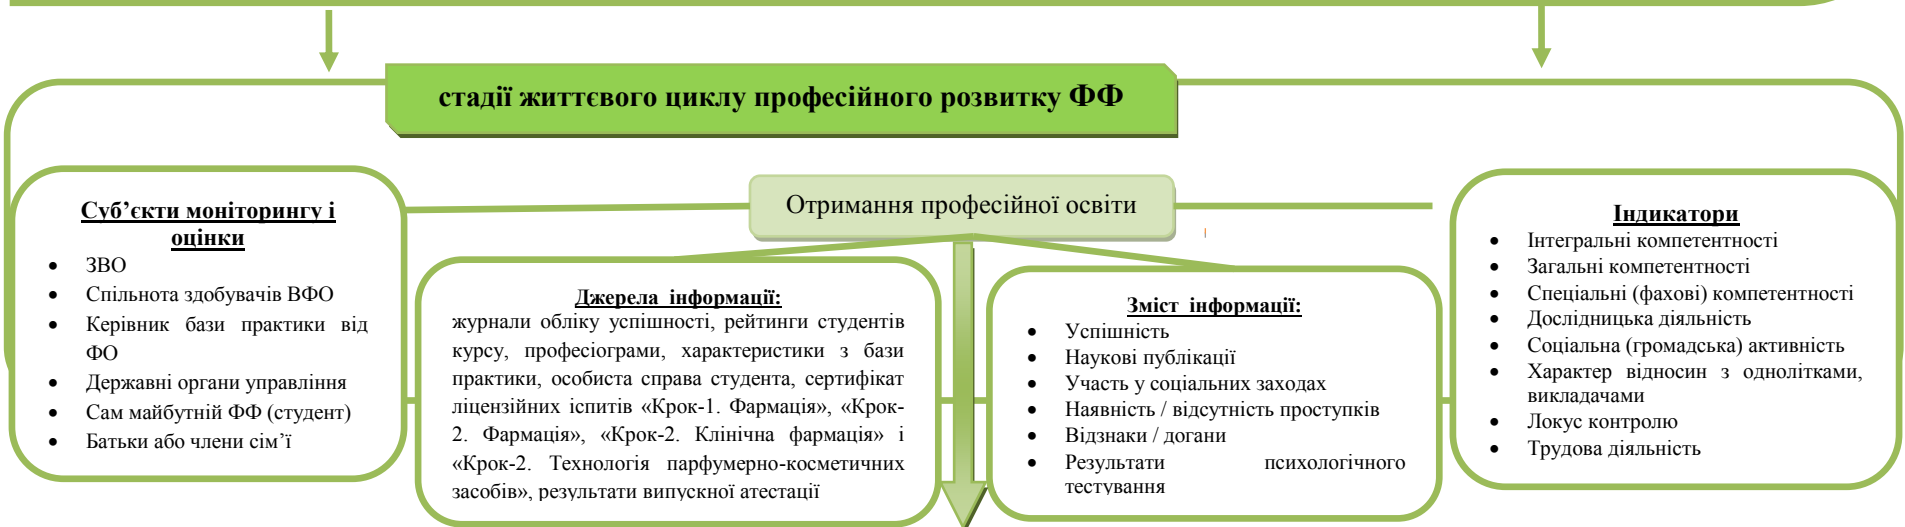 стадії життєвого циклу професійного розвитку ФФ
Отримання професійної освіти
Суб’єкти моніторингу і
оцінки
• ЗВО
• Спільнота здобувачів ВФО
• Керівник бази практики від
ФО
• Державні органи управління
• Сам майбутній ФФ (студент)
• Батьки або члени сім’ї
Джерела інформації:
журнали обліку успішності, рейтинги студентів
курсу, професіограми, характеристики з бази
практики, особиста справа студента, сертифікат
ліцензійних іспитів «Крок-1. Фармація», «Крок-
2. Фармація», «Крок-2. Клінічна фармація» і
«Крок-2. Технологія парфумерно-косметичних
засобів», результати випускної атестації
Зміст інформації:
• Успішність
• Наукові публікації
• Участь у соціальних заходах
• Наявність / відсутність проступків
• Відзнаки / догани
• Результати психологічного
тестування
Індикатори
• Інтегральні компетентності
• Загальні компетентності
• Спеціальні (фахові) компетентності
• Дослідницька діяльність
• Соціальна (громадська) активність
• Характер відносин з однолітками,
викладачами
• Локус контролю
• Трудова діяльність